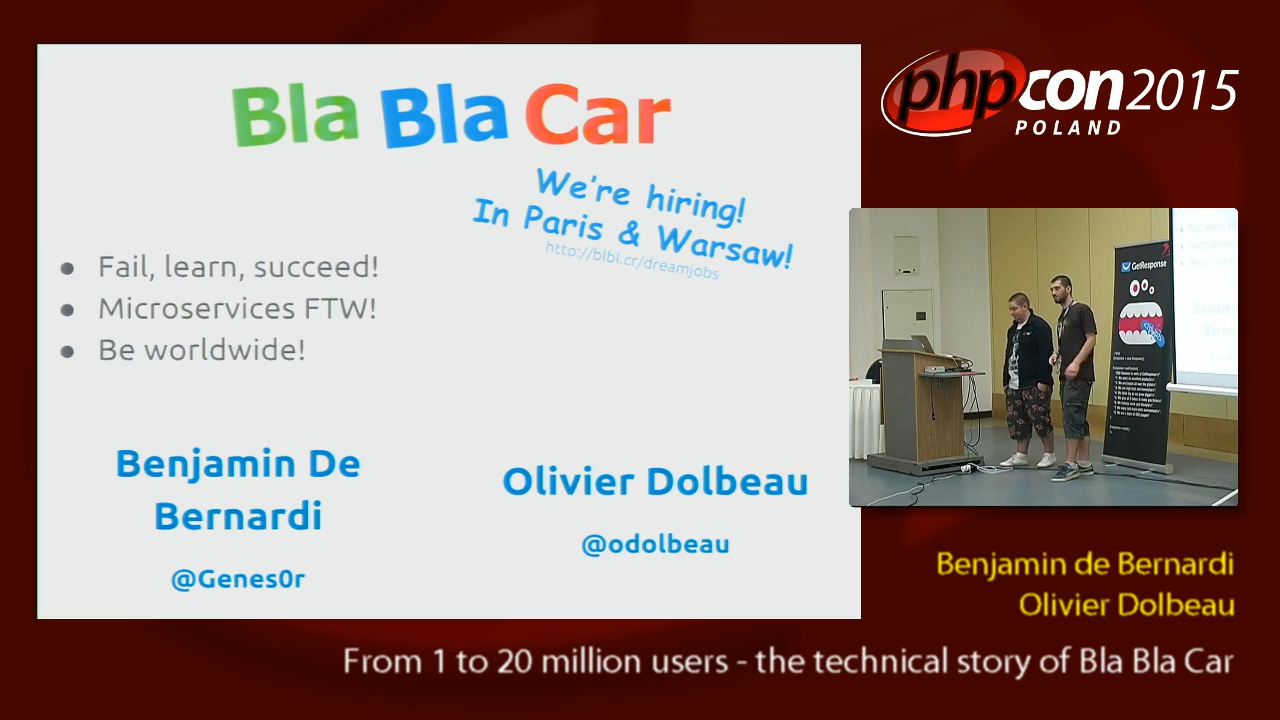 Bla Bla Car
We're hiring!
In Paris & Warsaw!
http://blbl.cr/dreamjobs
● Fail, learn, succeed!
● Microservices FTW!
● Be worldwide!
Benjamin De
Bernardi
@Genes0r
Olivier Dolbeau
@odolbeau
phpcon2015
POLAND
GetResponse
Benjamin de Bernardi
Olivier Dolbeau
From 1 to 20 million users - the technical story of Bla Bla Car